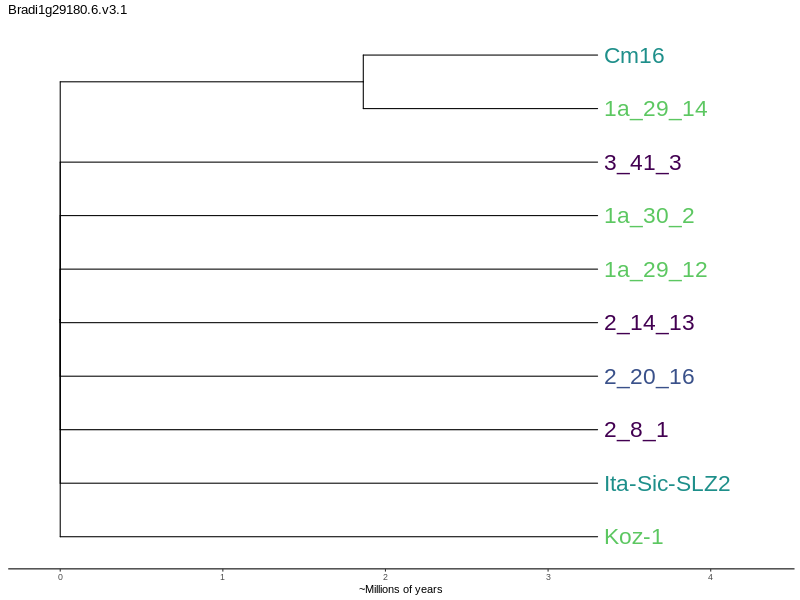 Bradi1g29180.6.v3.1
Cm16
1a_29_14
3_41_3
1a_30_2
1a_29_12
2_14_13
2_20_16
2_8_1
Ita-Sic-SLZ2
Koz-1
0 1 2 3 4
~Millions of years